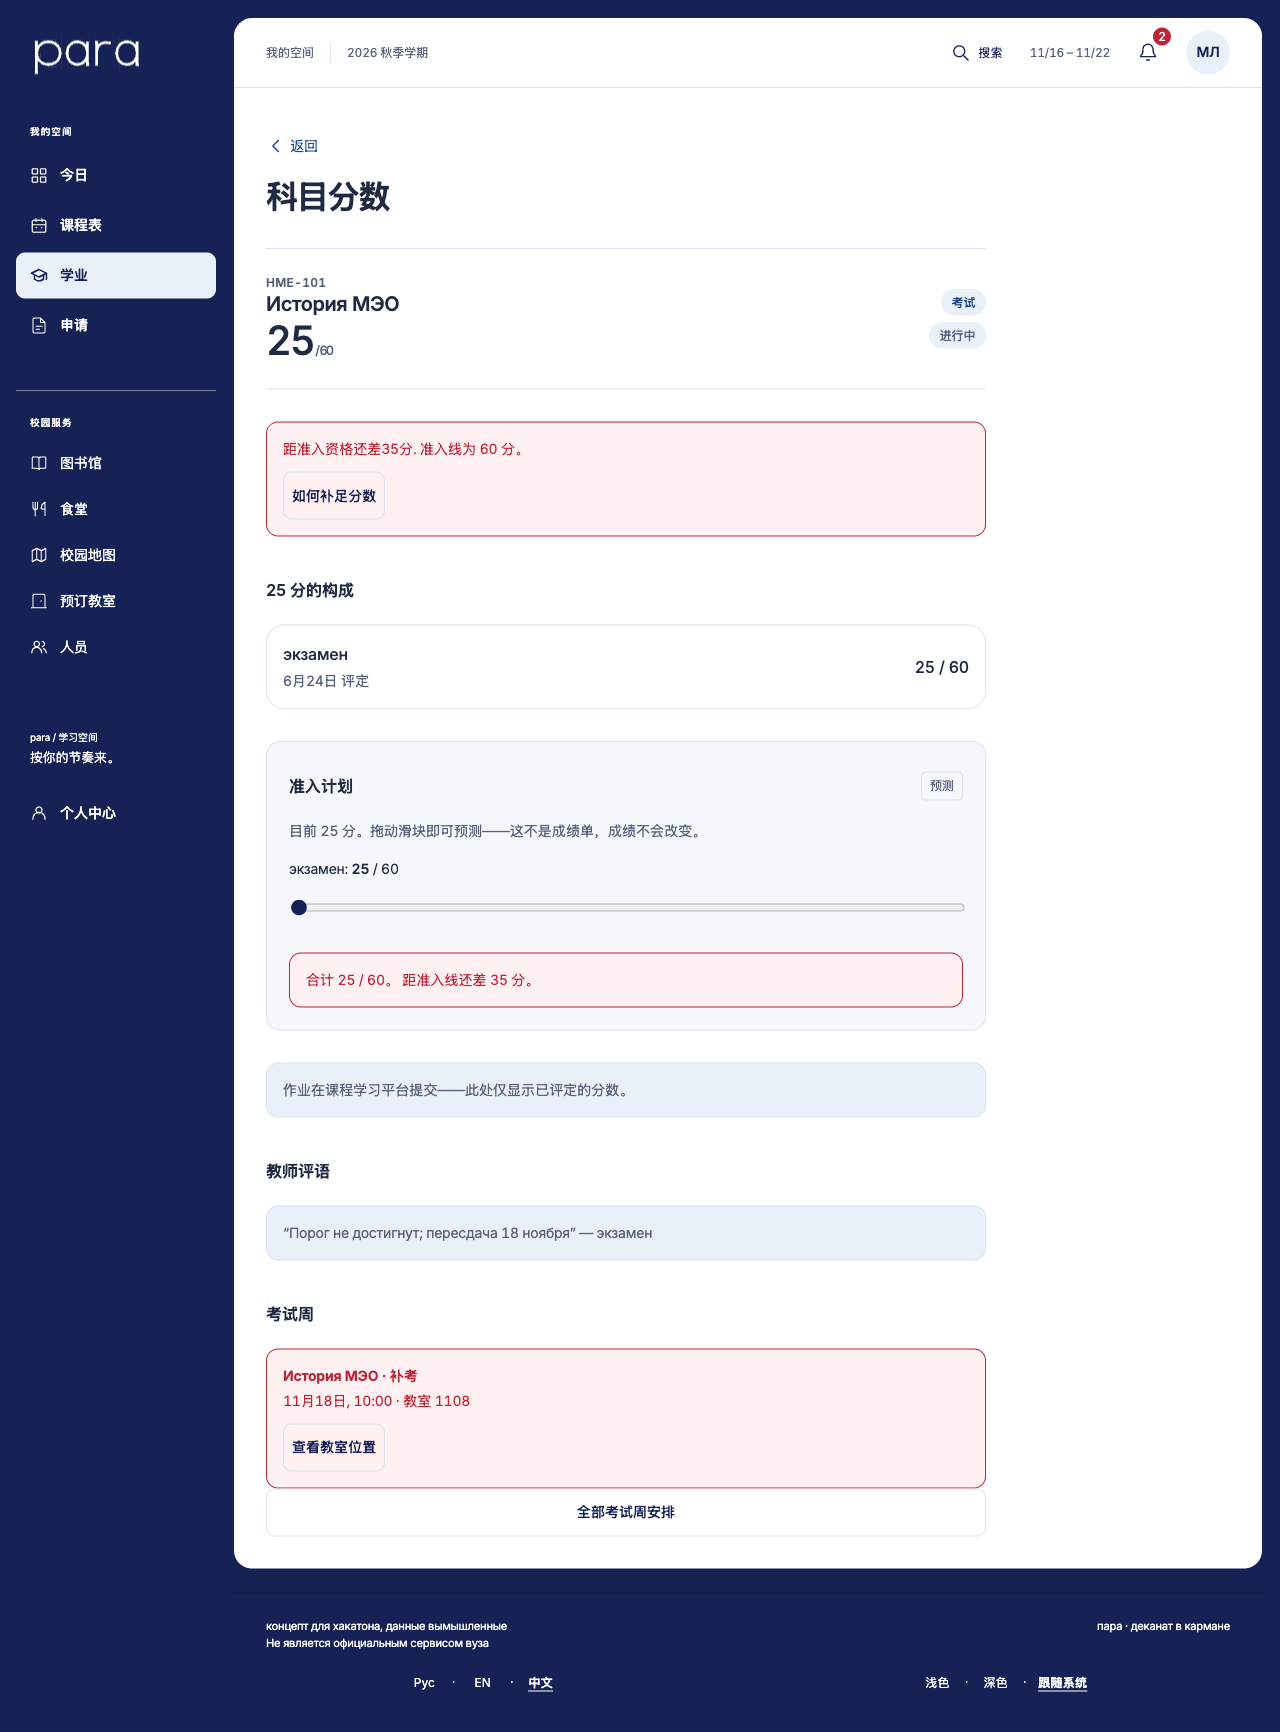 para
我的空间
今日
课程表
学业
申请
校园服务
图书馆
食堂
校园地图
预订教室
人员
para / 学习空间
按你的节奏来。
个人中心
我的空间
2026 秋季学期
搜索
11/16 – 11/22
2
МЛ
返回
科目分数
HME-101
История МЭО
25/60
考试
进行中
距准入资格还差35分. 准入线为 60 分。
如何补足分数
25 分的构成
экзамен
6月24日 评定
25 / 60
准入计划
预测
目前 25 分。拖动滑块即可预测——这不是成绩单，成绩不会改变。
экзамен: 25 / 60
合计 25 / 60。 距准入线还差 35 分。
作业在课程学习平台提交——此处仅显示已评定的分数。
教师评语
“Порог не достигнут; пересдача 18 ноября” — экзамен
考试周
История МЭО · 补考
11月18日, 10:00 · 教室 1108
查看教室位置
全部考试周安排
концепт для хакатона, данные вымышленные
Не является официальным сервисом вуза
пара · деканат в кармане
Рус · EN · 中文
浅色 · 深色 · 跟随系统